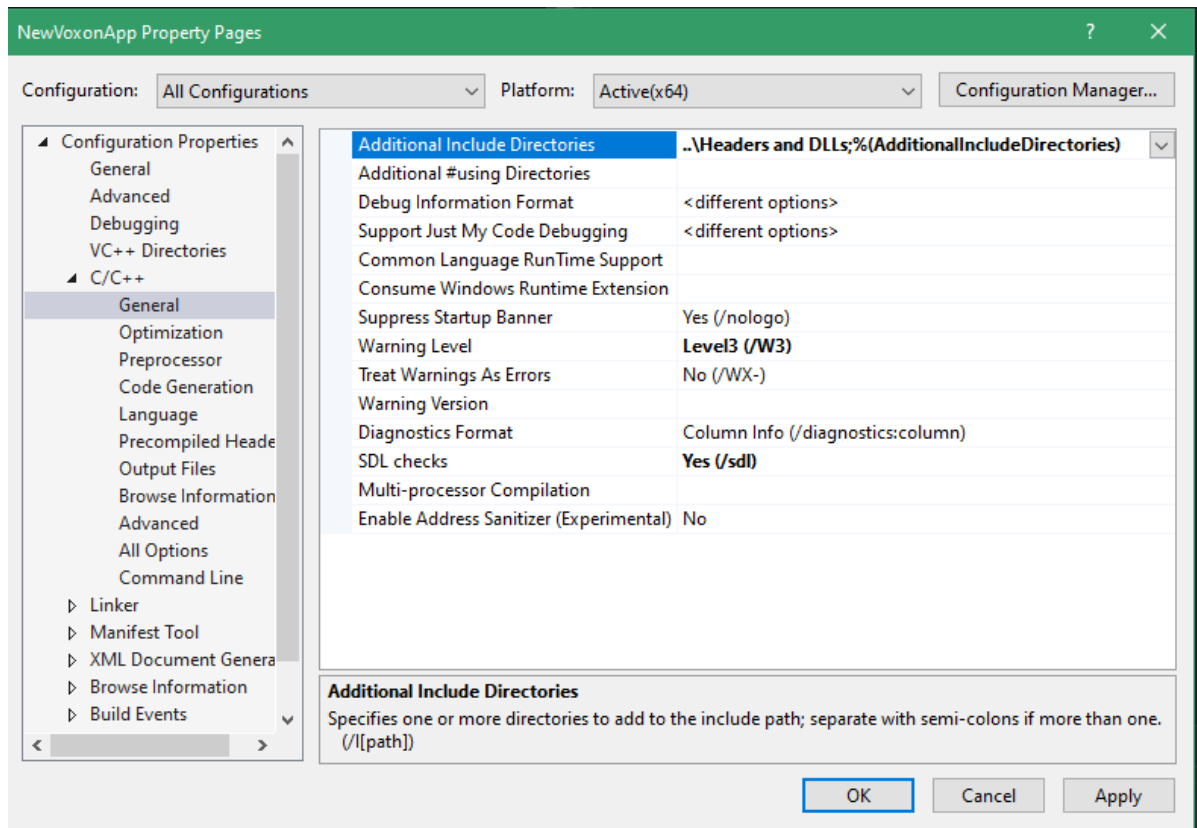 NewVoxonApp Property Pages
? ×
Configuration: All Configurations Platform: Active(x64) Configuration Manager...
Configuration Properties
General
Advanced
Debugging
VC++ Directories
C/C++
General
Optimization
Preprocessor
Code Generation
Language
Precompiled Heade
Output Files
Browse Information
Advanced
All Options
Command Line
Linker
Manifest Tool
XML Document Genera
Browse Information
Build Events
Additional Include Directories ..\Headers and DLLs;%(AdditionalIncludeDirectories)
Additional #using Directories
Debug Information Format <different options>
Support Just My Code Debugging <different options>
Common Language RunTime Support
Consume Windows Runtime Extension
Suppress Startup Banner Yes (/nologo)
Warning Level Level3 (/W3)
Treat Warnings As Errors No (/WX-)
Warning Version
Diagnostics Format Column Info (/diagnostics:column)
SDL checks Yes (/sdl)
Multi-processor Compilation
Enable Address Sanitizer (Experimental) No
Additional Include Directories
Specifies one or more directories to add to the include path; separate with semi-colons if more than one.
(/I[path])
OK Cancel Apply